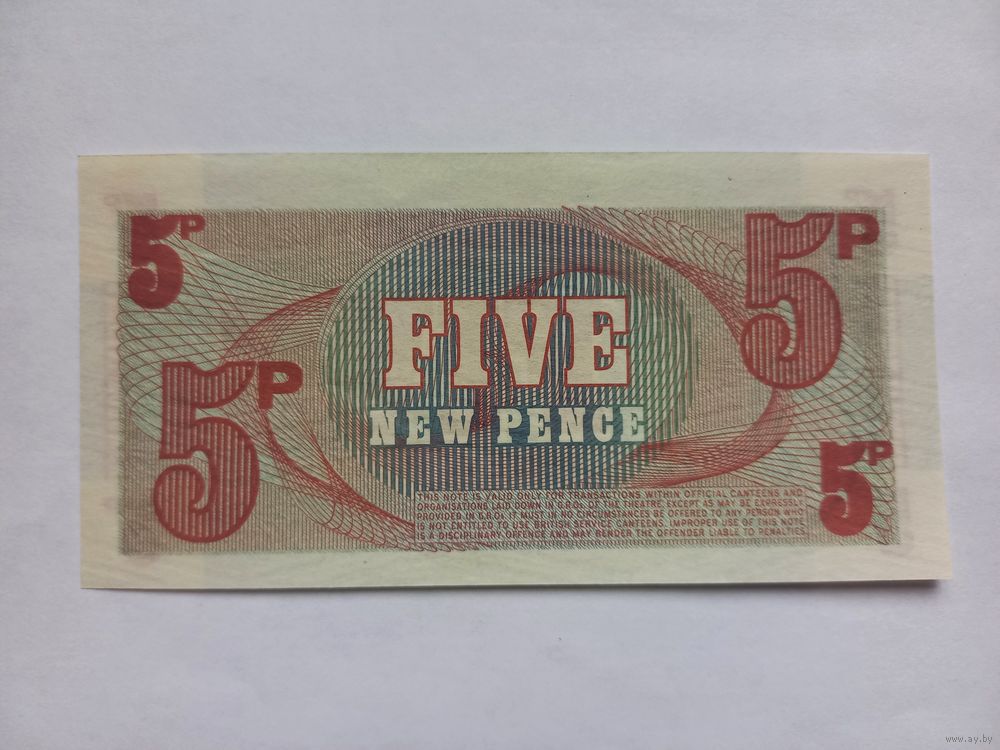 5P
5P
5P
FIVE
NEW PENCE
5P
THIS NOTE IS VALID ONLY FOR TRANSACTIONS WITHIN OFFICIAL CANTEENS AND
ORGANISATIONS LAID DOWN IN G.ROs. OF THE THEATRE, EXCEPT AS MAY BE EXPRESSLY
PROVIDED IN G.ROs. IT MUST IN NO CIRCUMSTANCES BE OFFERED TO ANY PERSON WHO
IS NOT ENTITLED TO USE BRITISH SERVICE CANTEENS. IMPROPER USE OF THIS NOTE
IS A DISCIPLINARY OFFENCE AND MAY RENDER THE OFFENDER LIABLE TO PENALTIES.
www.ay.by